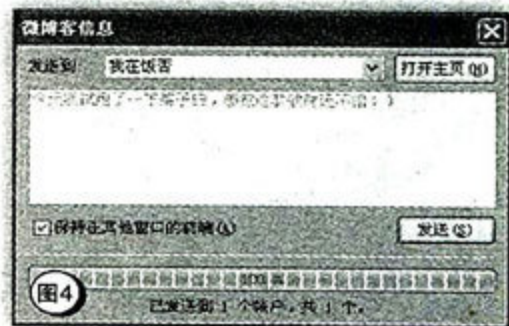 微博客信息
发送到 我在饭否 打开主页(H)
保持在其他窗口的前端(A) 发送(S)
100%
图4 已发送到 1 个帐户，共 1 个。